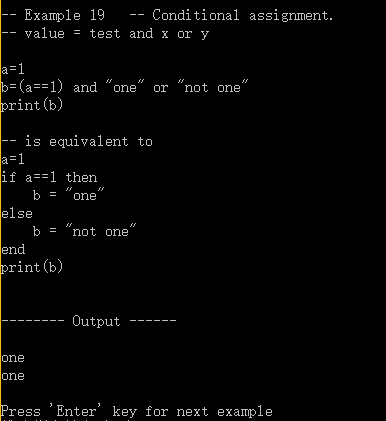 -- Example 19   -- Conditional assignment.
-- value = test and x or y
a=1
b=(a==1) and "one" or "not one"
print(b)
-- is equivalent to
a=1
if a==1 then
    b = "one"
else
    b = "not one"
end
print(b)
-------- Output ------
one
one
Press 'Enter' key for next example